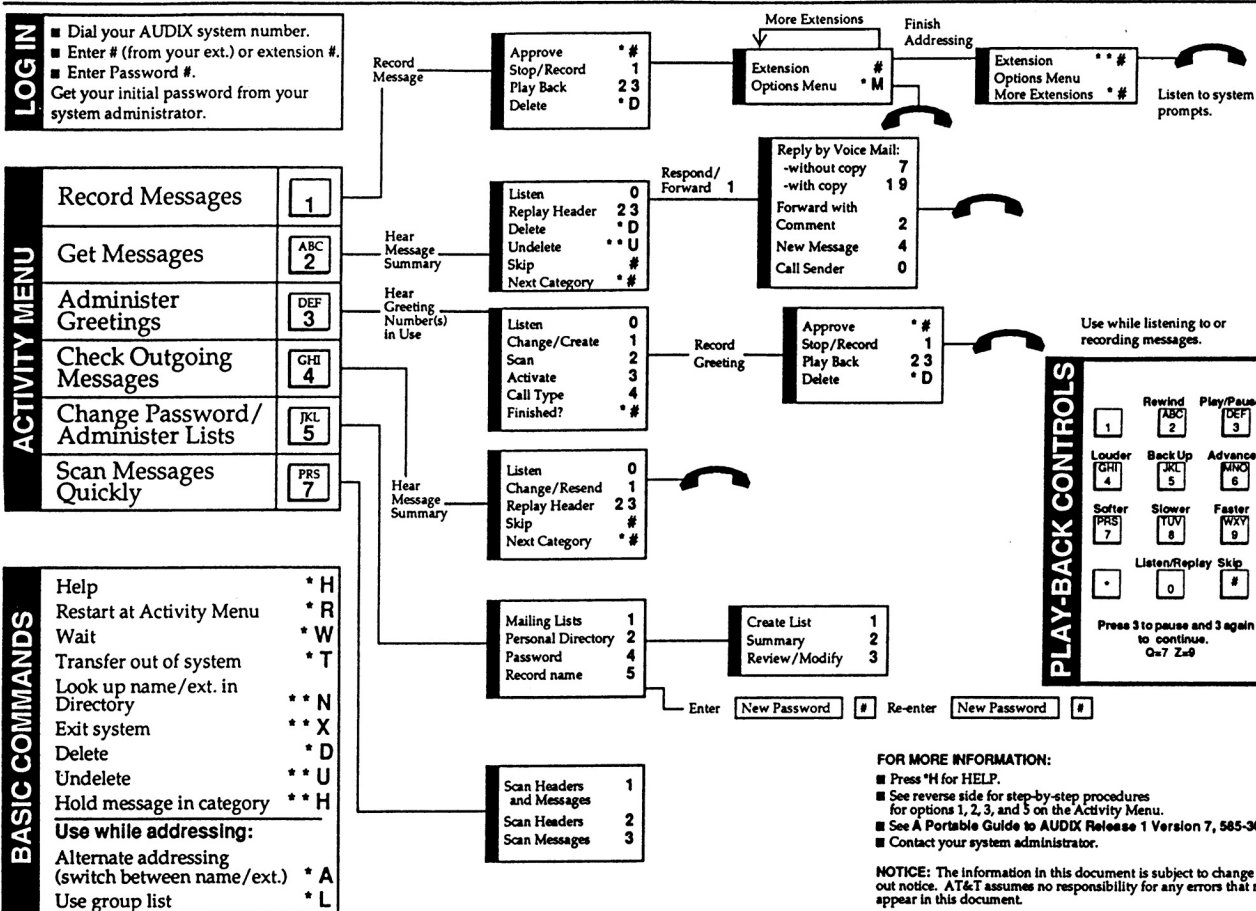 LOG IN
■ Dial your AUDIX system number.
■ Enter # (from your ext.) or extension #.
■ Enter Password #.
Get your initial password from your
system administrator.
Record
Message
Approve * #
Stop/Record 1
Play Back 2 3
Delete * D
More Extensions
Extension #
Options Menu * M
Finish
Addressing
Extension * * #
Options Menu
More Extensions * #
Listen to system
prompts.
ACTIVITY MENU
Record Messages 1
Get Messages ABC 2
Administer
Greetings DEF 3
Check Outgoing
Messages GHI 4
Change Password/
Administer Lists JKL 5
Scan Messages
Quickly PRS 7
Hear
Message
Summary
Listen 0
Replay Header 2 3
Delete * D
Undelete * * U
Skip #
Next Category * #
Respond/
Forward 1
Reply by Voice Mail:
-without copy 7
-with copy 1 9
Forward with
Comment 2
New Message 4
Call Sender 0
Hear
Greeting
Number(s)
in Use
Listen 0
Change/Create 1
Scan 2
Activate 3
Call Type 4
Finished? * #
Record
Greeting
Approve * #
Stop/Record 1
Play Back 2 3
Delete * D
Hear
Message
Summary
Listen 0
Change/Resend 1
Replay Header 2 3
Skip #
Next Category * #
Use while listening to or
recording messages.
PLAY-BACK CONTROLS
Rewind Play/Paus
1 ABC 2 DEF 3
Louder Back Up Advance
GHI 4 JKL 5 MNO 6
Softer Slower Faster
PRS 7 TUV 8 WXY 9
Listen/Replay Skip
* 0 #
Press 3 to pause and 3 again
to continue.
Q=7 Z=9
BASIC COMMANDS
Help * H
Restart at Activity Menu * R
Wait * W
Transfer out of system * T
Look up name/ext. in
Directory * * N
Exit system * * X
Delete * D
Undelete * * U
Hold message in category * * H
Use while addressing:
Alternate addressing
(switch between name/ext.) * A
Use group list * L
Mailing Lists 1
Personal Directory 2
Password 4
Record name 5
Create List 1
Summary 2
Review/Modify 3
Enter New Password # Re-enter New Password #
Scan Headers 1
and Messages
Scan Headers 2
Scan Messages 3
FOR MORE INFORMATION:
■ Press *H for HELP.
■ See reverse side for step-by-step procedures
for options 1, 2, 3, and 5 on the Activity Menu.
■ See A Portable Guide to AUDIX Release 1 Version 7, 585-30
■ Contact your system administrator.
NOTICE: The information in this document is subject to change
out notice. AT&T assumes no responsibility for any errors that
appear in this document.